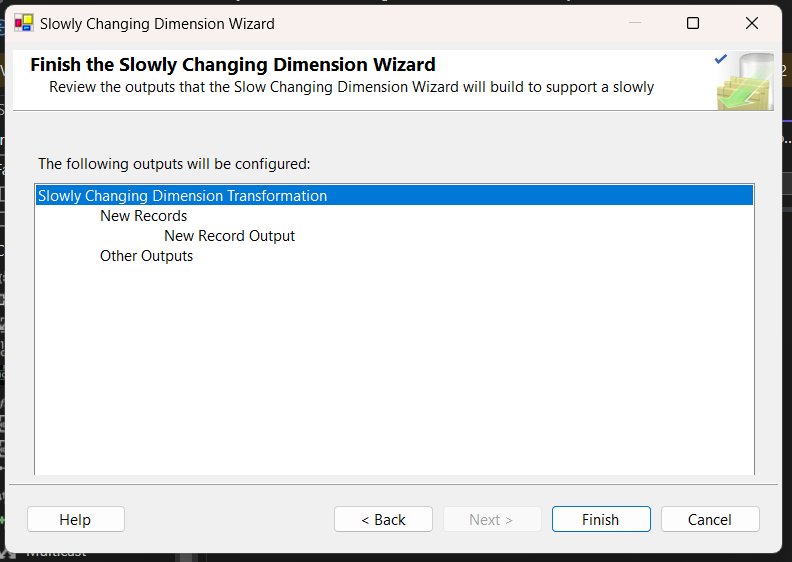 Slowly Changing Dimension Wizard
Finish the Slowly Changing Dimension Wizard
Review the outputs that the Slow Changing Dimension Wizard will build to support a slowly
The following outputs will be configured:
Slowly Changing Dimension Transformation
New Records
New Record Output
Other Outputs
Help
< Back
Next >
Finish
Cancel
Multicast